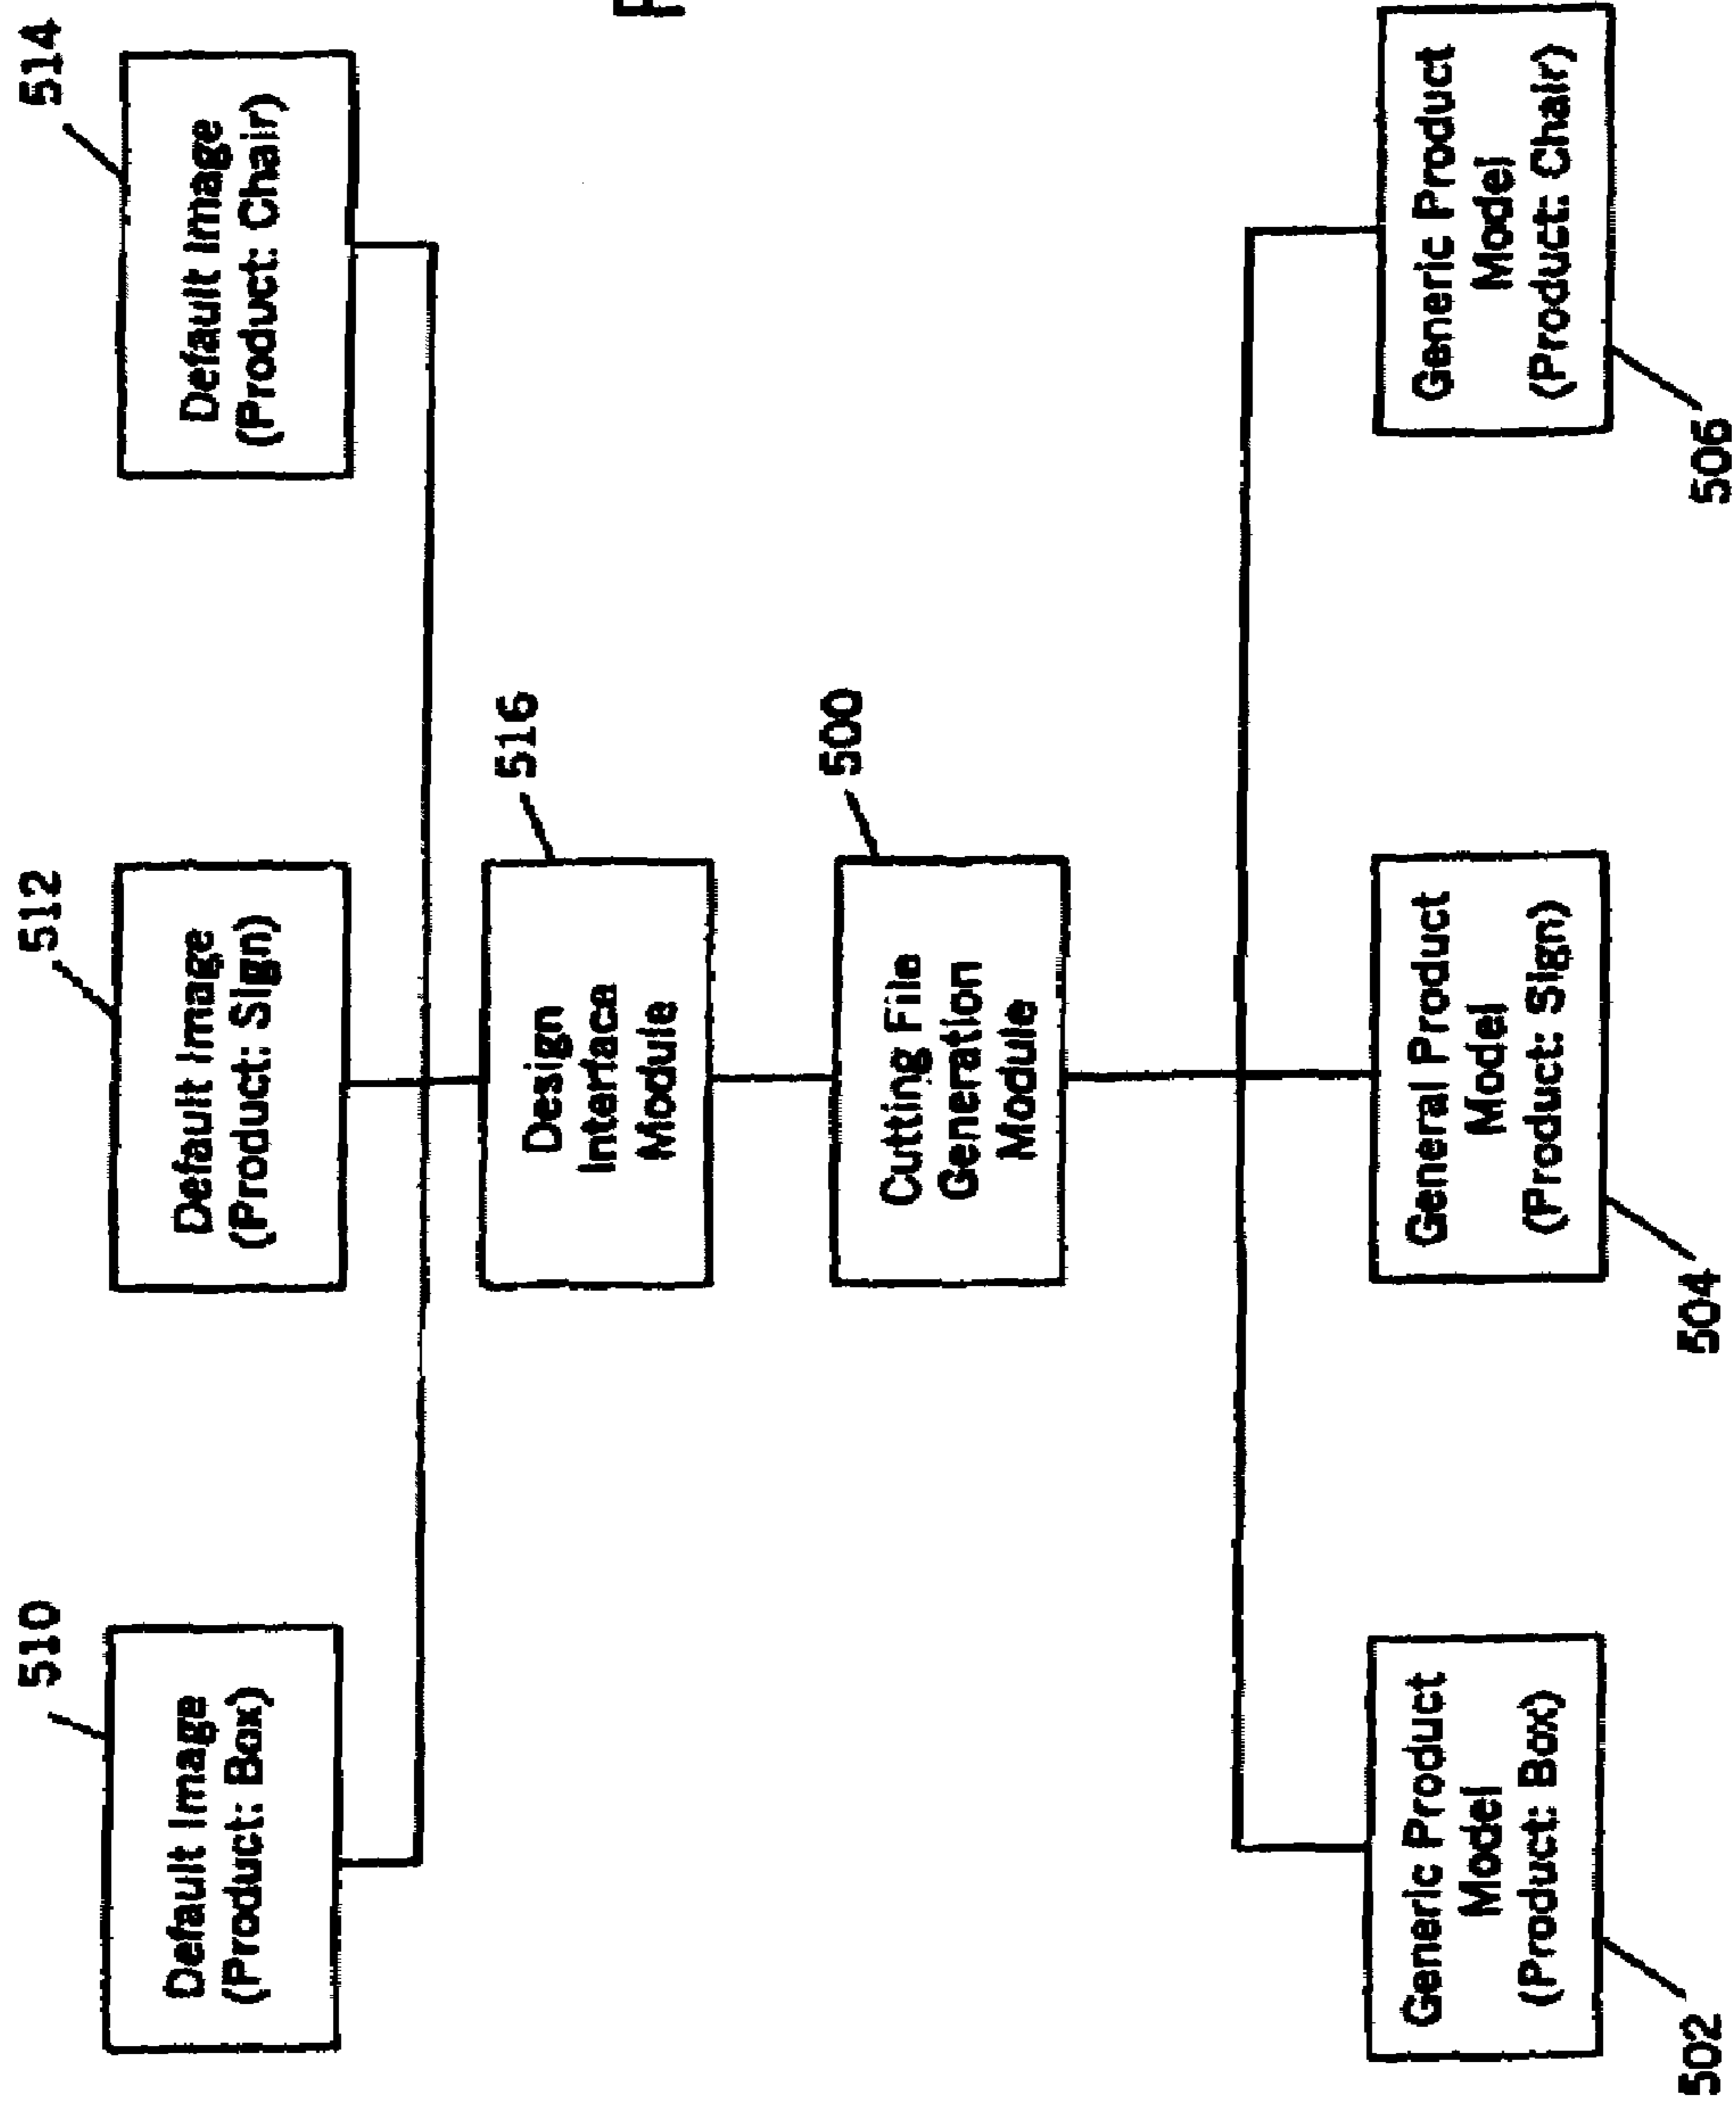 510
Default Image
(Product: Box)
512
Default Image
(Product: Sign)
514
Default Image
(Product: Chair)
516
Design
Interface
Module
500
Cutting File
Generation
Module
Generic Product
Model
(Product: Box)
502
General Product
Model
(Product: Sign)
504
Generic Product
Model
(Product: Chair)
506